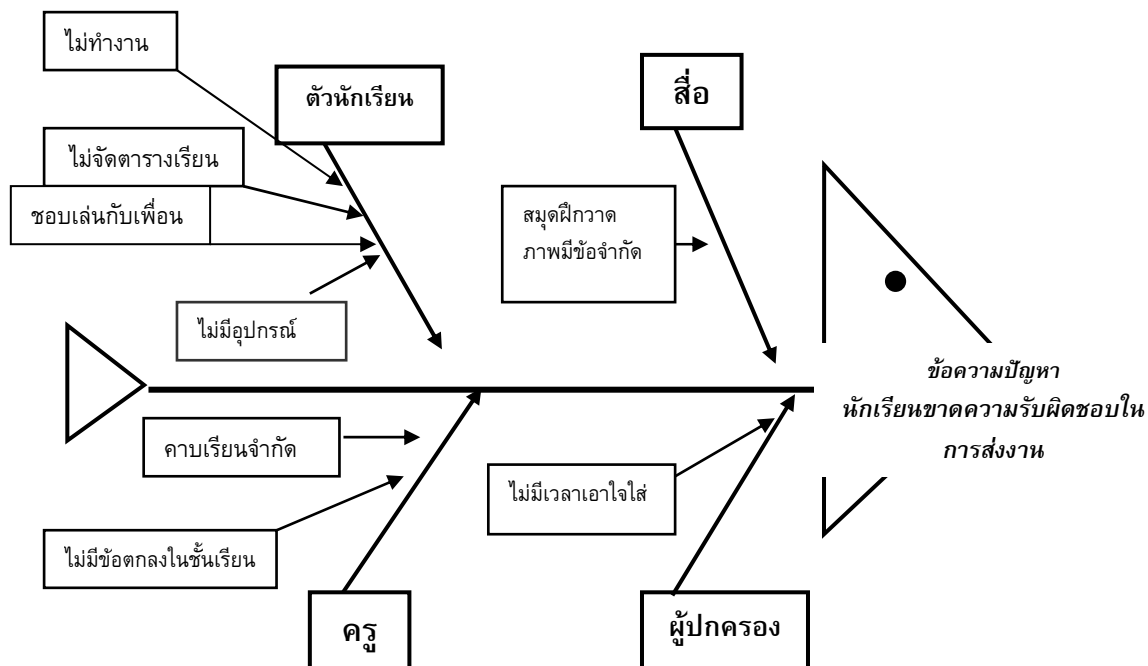 ไม่ทำงาน
ตัวนักเรียน
สื่อ
ไม่จัดตารางเรียน
ชอบเล่นกับเพื่อน
สมุดฝึกวาด
ภาพมีข้อจำกัด
ไม่มีอุปกรณ์
ข้อความปัญหา
นักเรียนขาดความรับผิดชอบใน
การส่งงาน
คาบเรียนจำกัด
ไม่มีเวลาเอาใจใส่
ไม่มีข้อตกลงในชั้นเรียน
ครู
ผู้ปกครอง